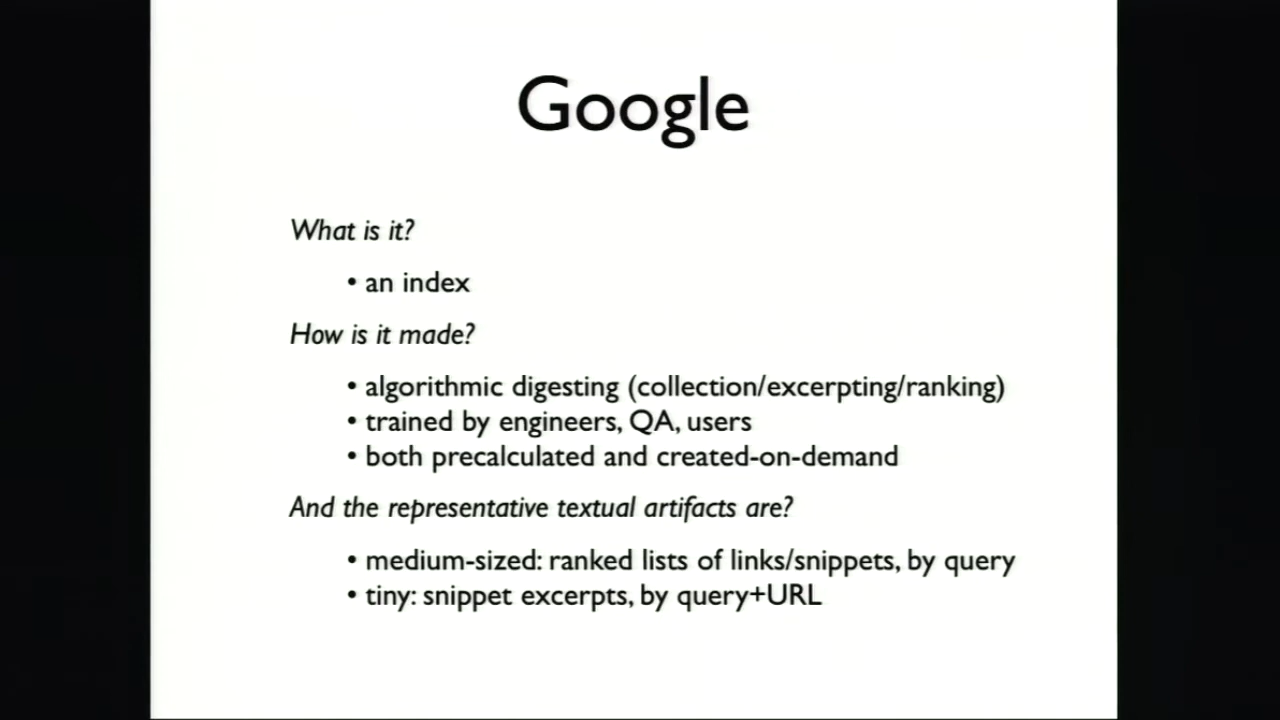 Google
What is it?
• an index
How is it made?
• algorithmic digesting (collection/excerpting/ranking)
• trained by engineers, QA, users
• both precalculated and created-on-demand
And the representative textual artifacts are?
• medium-sized: ranked lists of links/snippets, by query
• tiny: snippet excerpts, by query+URL